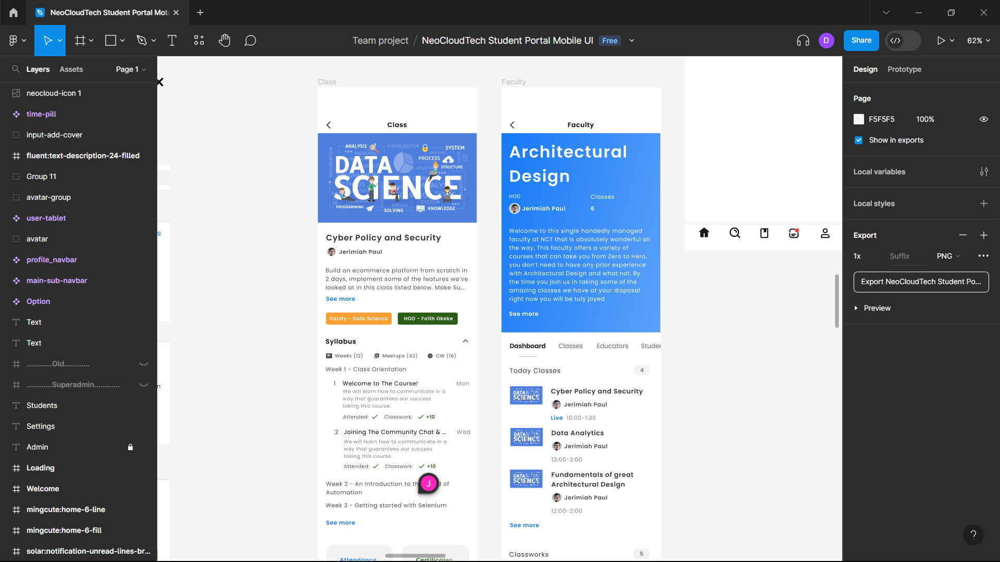 NeoCloudTech Student Portal Mob
Team project / NeoCloudTech Student Portal Mobile UI Free
D
Share
62%
Layers Assets Page 1
neocloud-icon 1
time-pill
input-add-cover
fluent:text-description-24-filled
Group 11
avatar-group
user-tablet
avatar
profile_navbar
main-sub-navbar
Option
Text
Text
............Old............
............Superadmin............
Students
Settings
Admin
Loading
Welcome
mingcute:home-6-line
mingcute:home-6-fill
solar:notification-unread-lines-br...
g
n
Class
Class
ANALYSIS
VISUALIZATION
SYSTEM
INFORMATION
KNOWLEDGE
METHODS
PROCESS
STRUCTURE
DATA
SCIENCE
PROGRAMMING
SOLVING
PROCESS
SYSTEM
KNOWLEDGE
Cyber Policy and Security
Jerimiah Paul
Build an ecommerce platform from scratch in
2 days, implement some of the features we've
looked at in this class listed below. Make Su...
See more
Faulty - Data Science
HOD - Faith Okeke
Syllabus
Weeks (12) Meetups (42) CW (16)
Week 1 - Class Orientation
1 Welcome to The Course! Mon
We will learn how to communicate in a
way that guarantees our success
taking this course.
Attended: Classwork: +10
2 Joining The Community Chat & ... Wed
We will learn how to communicate in a
way that guarantees our success
taking this course.
Attended: Classwork: +10
Week 2 - An Introduction to th d of
Automation
J
Week 3 - Getting started with Selenium
See more
Attendance Certificates
Faculty
Faculty
Architectural
Design
HOD Classes
Jerimiah Paul 6
Welcome to this single handedly managed
faculty at NCT that is absolutely wonderful all
the way. This faculty offers a variety of
courses that can take you from Zero to Hero,
you don't need to have any prior experience
with Architectural Design and what not. By
the time you join us in taking some of the
amazing classes we have at your disposal
right now you will be tuly joyed
See more
Dashboard Classes Educators Studen
Today Classes 4
DATA
SCIENCE
Cyber Policy and Security
Jerimiah Paul
Live 10:00-1:30
DATA
SCIENCE
Data Analytics
Jerimiah Paul
12:00-2:00
DATA
SCIENCE
Fundamentals of great
Architectural Design
Jerimiah Paul
12:00-2:00
See more
Classworks 5
Design Prototype
Page
F5F5F5 100%
Show in exports
Local variables
Local styles
Export
1x Suffix PNG
Export NeoCloudTech Student Po...
Preview
?